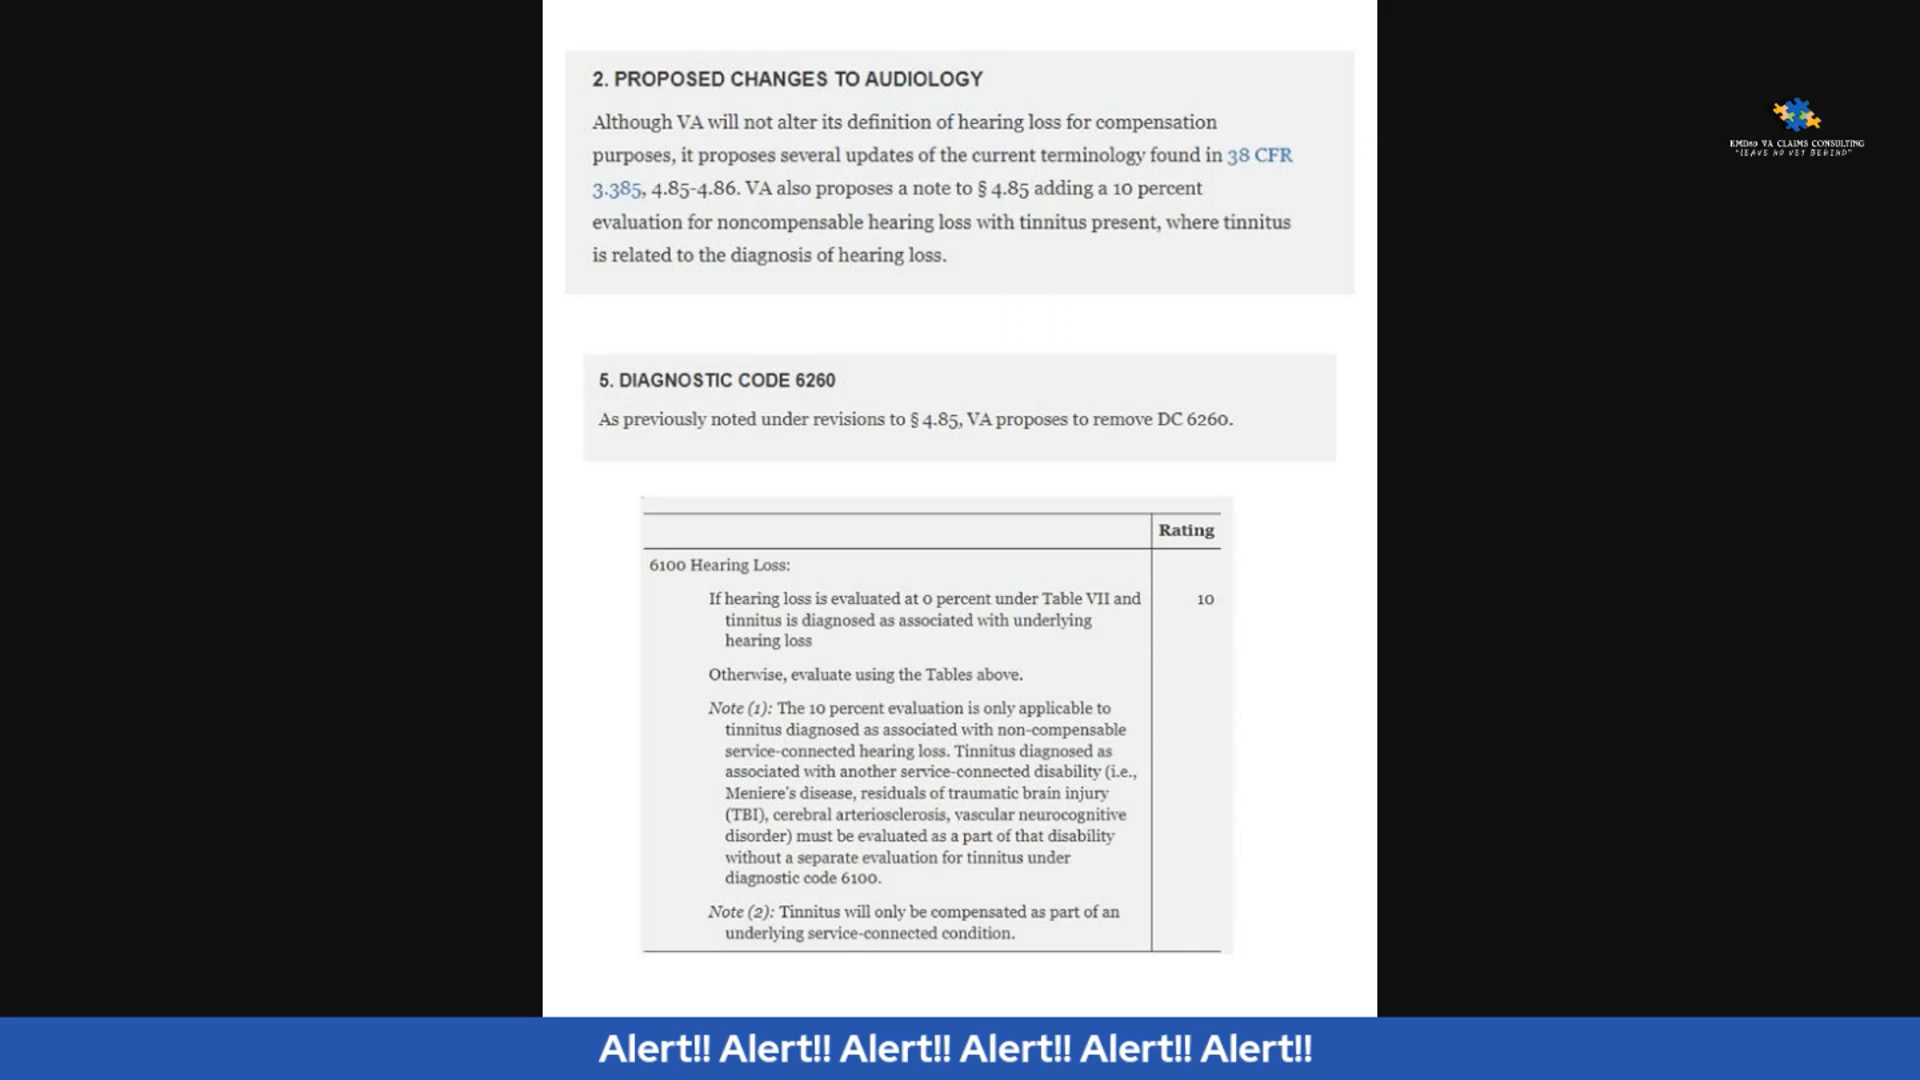 2. PROPOSED CHANGES TO AUDIOLOGY
Although VA will not alter its definition of hearing loss for compensation
purposes, it proposes several updates of the current terminology found in 38 CFR
3.385, 4.85-4.86. VA also proposes a note to § 4.85 adding a 10 percent
evaluation for noncompensable hearing loss with tinnitus present, where tinnitus
is related to the diagnosis of hearing loss.
KMD80 VA CLAIMS CONSULTING
"LEAVE NO VET BEHIND"
5. DIAGNOSTIC CODE 6260
As previously noted under revisions to § 4.85, VA proposes to remove DC 6260.
Rating
6100 Hearing Loss:
If hearing loss is evaluated at 0 percent under Table VII and 10
tinnitus is diagnosed as associated with underlying
hearing loss
Otherwise, evaluate using the Tables above.
Note (1): The 10 percent evaluation is only applicable to
tinnitus diagnosed as associated with non-compensable
service-connected hearing loss. Tinnitus diagnosed as
associated with another service-connected disability (i.e.,
Meniere's disease, residuals of traumatic brain injury
(TBI), cerebral arteriosclerosis, vascular neurocognitive
disorder) must be evaluated as a part of that disability
without a separate evaluation for tinnitus under
diagnostic code 6100.
Note (2): Tinnitus will only be compensated as part of an
underlying service-connected condition.
Alert!! Alert!! Alert!! Alert!! Alert!! Alert!!